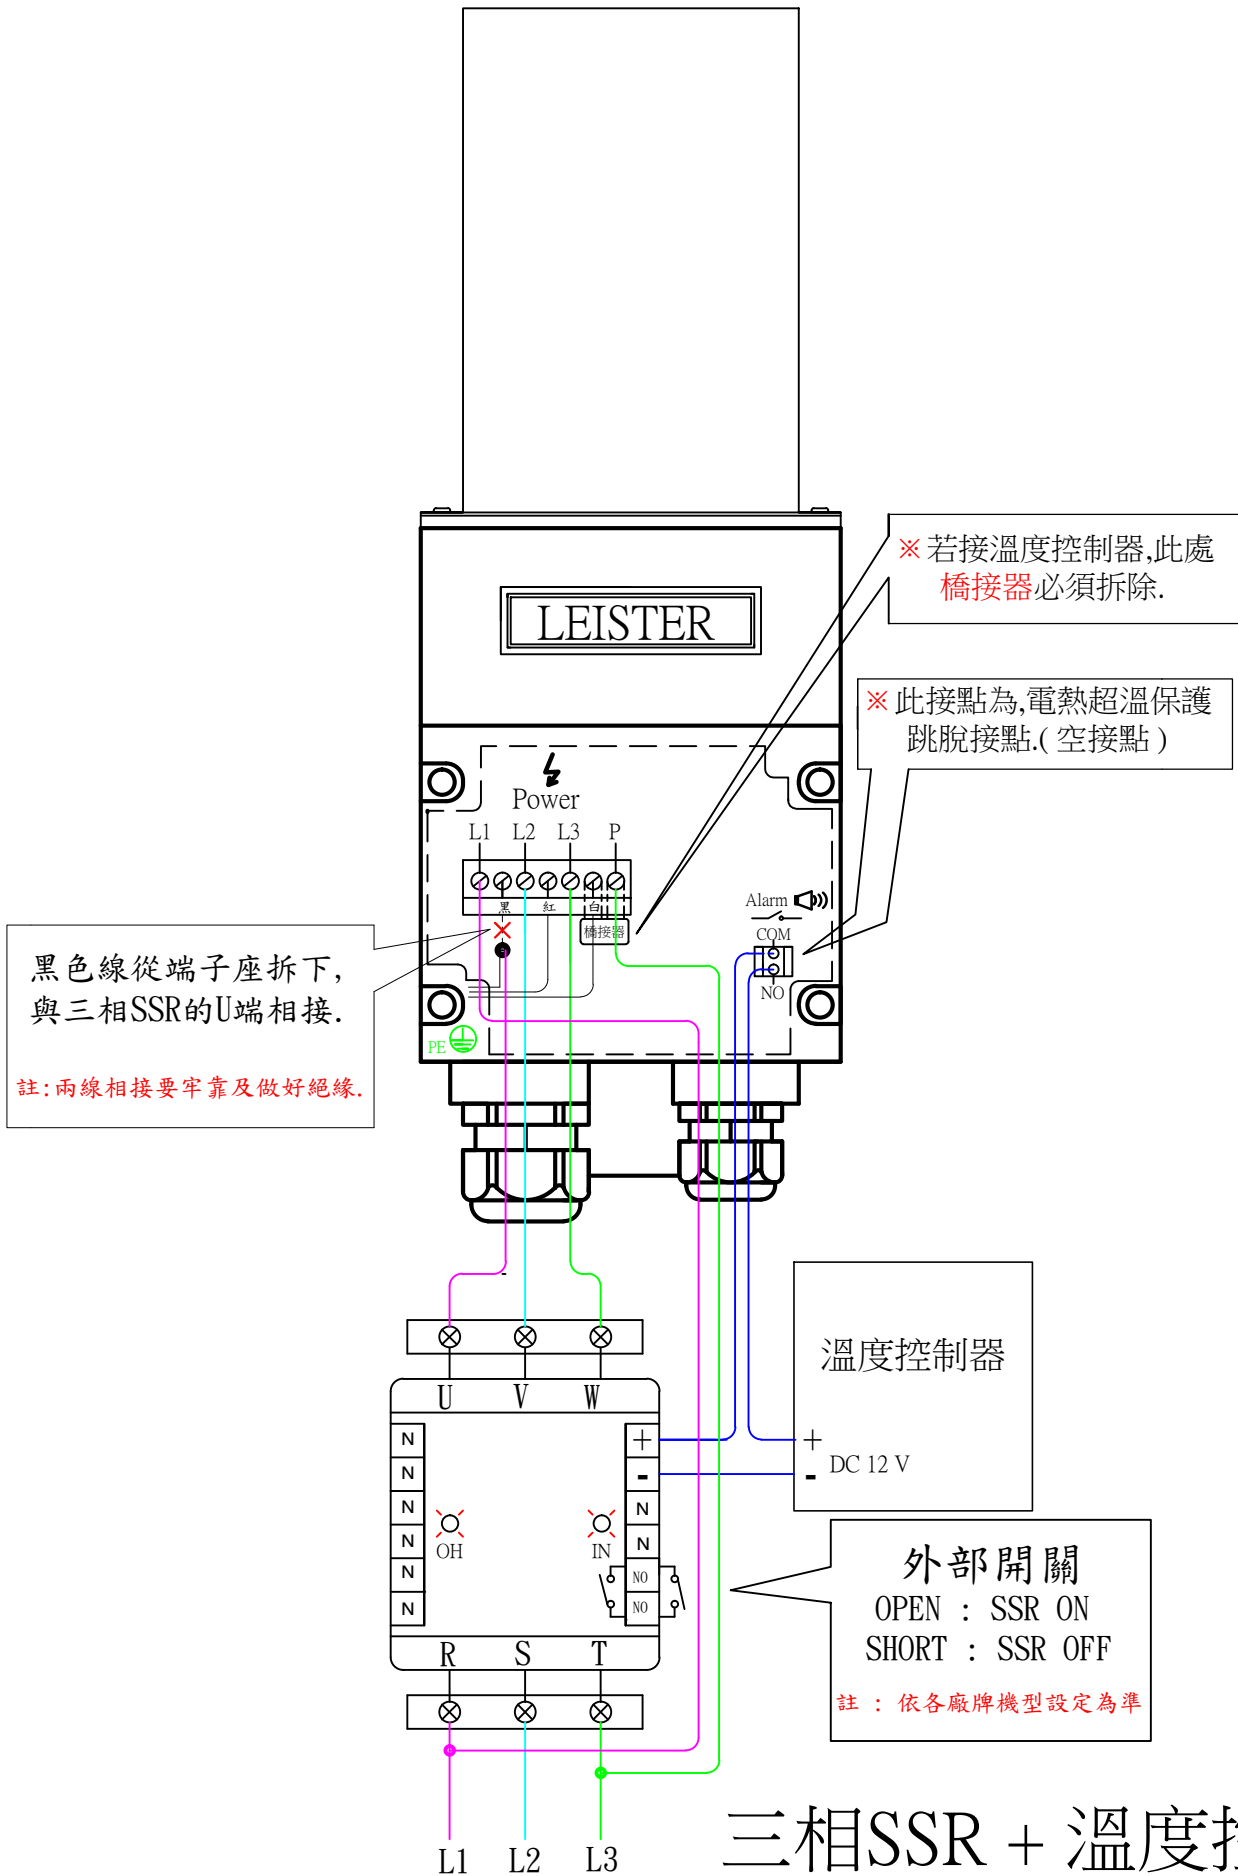 LEISTER
※ 若接溫度控制器,此處
橋接器必須拆除.
※ 此接點為,電熱超溫保護
跳脫接點.( 空接點 )
Power
L1 L2 L3 P
黑 紅 白
橋接器
Alarm
COM
NO
PE
黑色線從端子座拆下,
與三相SSR的U端相接.
註:兩線相接要牢靠及做好絕緣.
溫度控制器
+
DC 12 V
-
U V W
N +
N -
N N
N N
N NO
N NO
OH IN
R S T
外部開關
OPEN : SSR ON
SHORT : SSR OFF
註 : 依各廠牌機型設定為準
L1 L2 L3
三相SSR + 溫度